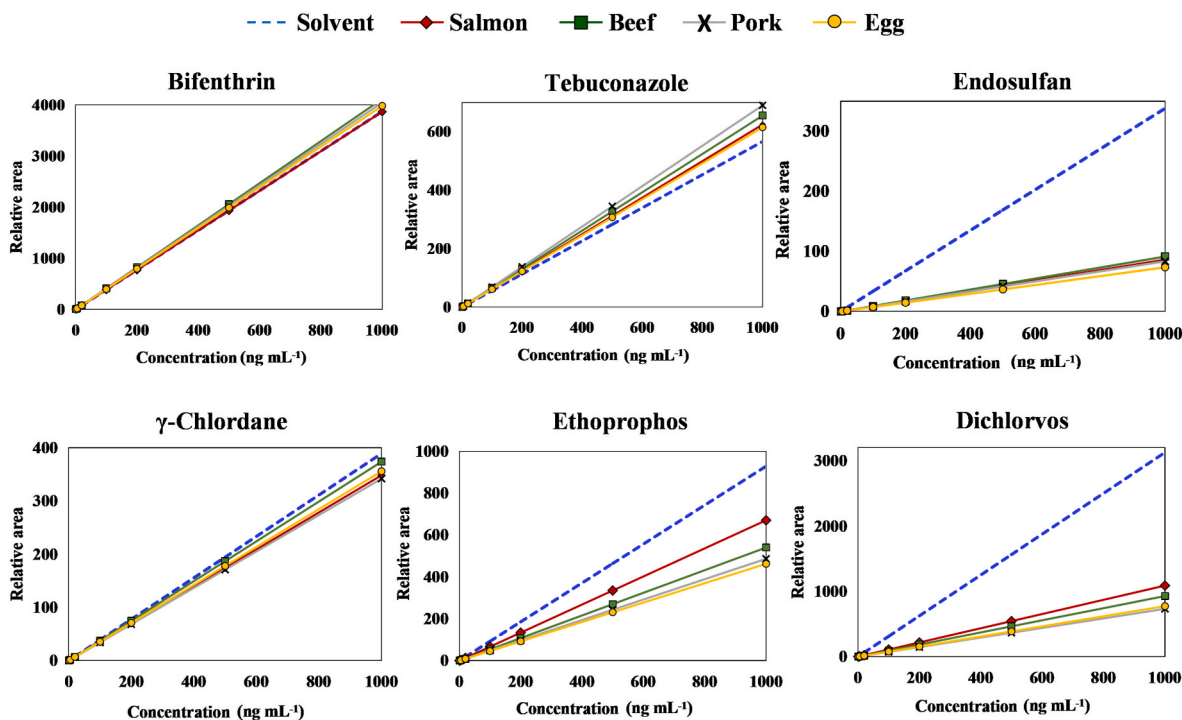 Solvent Salmon Beef Pork Egg
Bifenthrin Tebuconazole Endosulfan
Relative area
4000
3000
2000
1000
0
0 200 400 600 800 1000
Concentration (ng mL⁻¹)
Relative area
600
400
200
0
0 200 400 600 800 1000
Concentration (ng mL⁻¹)
Relative area
300
200
100
0
0 200 400 600 800 1000
Concentration (ng mL⁻¹)
γ-Chlordane Ethoprophos Dichlorvos
Relative area
400
300
200
100
0
0 200 400 600 800 1000
Concentration (ng mL⁻¹)
Relative area
1000
800
600
400
200
0
0 200 400 600 800 1000
Concentration (ng mL⁻¹)
Relative area
3000
2000
1000
0
0 200 400 600 800 1000
Concentration (ng mL⁻¹)